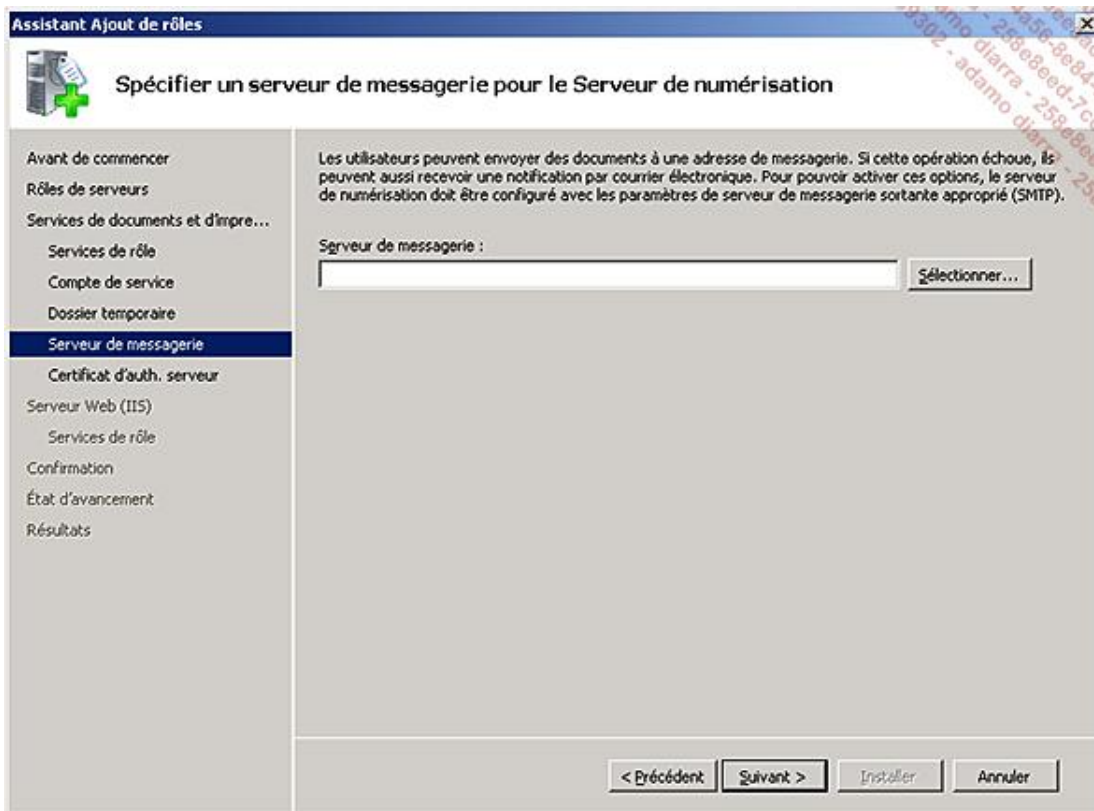 Assistant Ajout de rôles
Spécifier un serveur de messagerie pour le Serveur de numérisation
Avant de commencer
Rôles de serveurs
Services de documents et d'impre...
Services de rôle
Compte de service
Dossier temporaire
Serveur de messagerie
Certificat d'auth. serveur
Serveur Web (IIS)
Services de rôle
Confirmation
État d'avancement
Résultats
Les utilisateurs peuvent envoyer des documents à une adresse de messagerie. Si cette opération échoue, ils
peuvent aussi recevoir une notification par courrier électronique. Pour pouvoir activer ces options, le serveur
de numérisation doit être configuré avec les paramètres de serveur de messagerie sortante approprié (SMTP).
Serveur de messagerie :
Sélectionner...
< Précédent
Suivant >
Installer
Annuler
adamo diarra